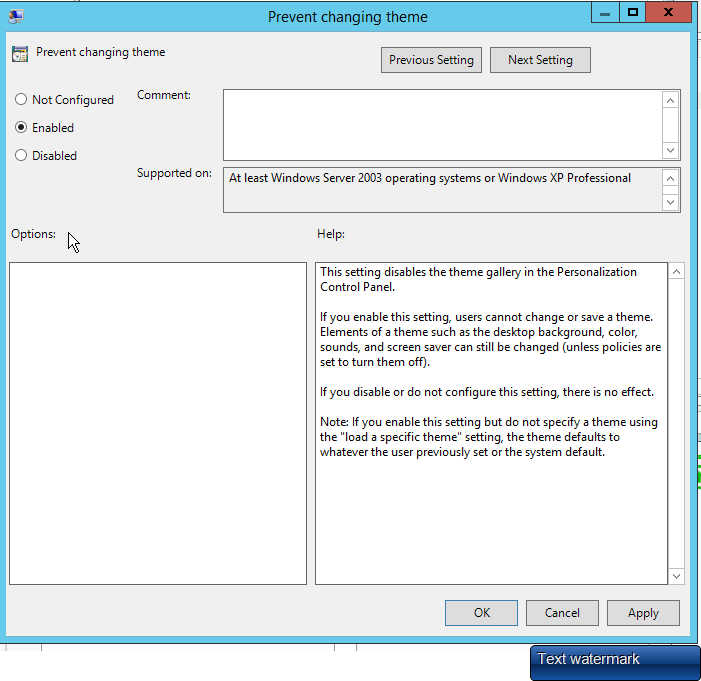 Prevent changing theme
x
Prevent changing theme
Previous Setting
Next Setting
Not Configured
Enabled
Disabled
Comment:
Supported on:
At least Windows Server 2003 operating systems or Windows XP Professional
Options:
Help:
This setting disables the theme gallery in the Personalization
Control Panel.
If you enable this setting, users cannot change or save a theme.
Elements of a theme such as the desktop background, color,
sounds, and screen saver can still be changed (unless policies are
set to turn them off).
If you disable or do not configure this setting, there is no effect.
Note: If you enable this setting but do not specify a theme using
the "load a specific theme" setting, the theme defaults to
whatever the user previously set or the system default.
OK
Cancel
Apply
Text watermark